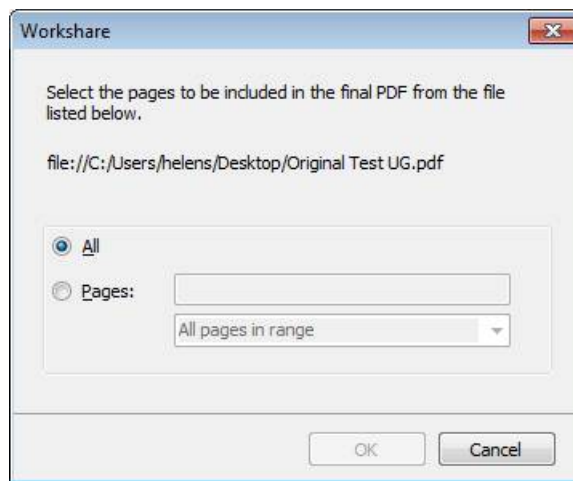 Workshare
Select the pages to be included in the final PDF from the file
listed below.
file://C:/Users/helens/Desktop/Original Test UG.pdf
All
Pages:
All pages in range
OK
Cancel